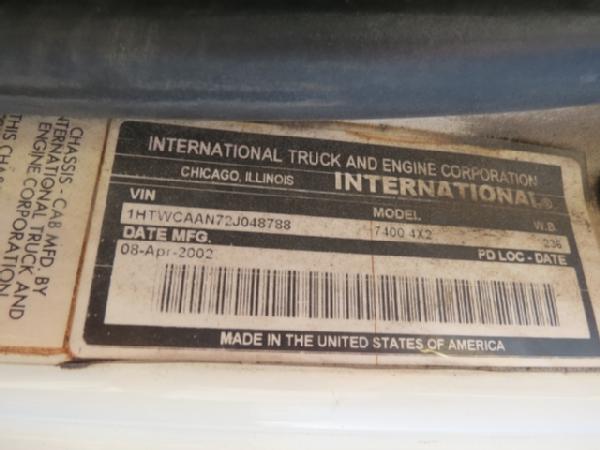 CHASSIS - CAB MFD. BY
INTERNATIONAL TRUCK AND
ENGINE CORPORATION
THIS CHAS
INTERNATIONAL TRUCK AND ENGINE CORPORATION
CHICAGO, ILLINOIS INTERNATIONAL®
VIN MODEL W.B.
1HTWCAAN72J048788 7400 4X2 236
DATE MFG. PD LOC - DATE
08-Apr-2002
MADE IN THE UNITED STATES OF AMERICA